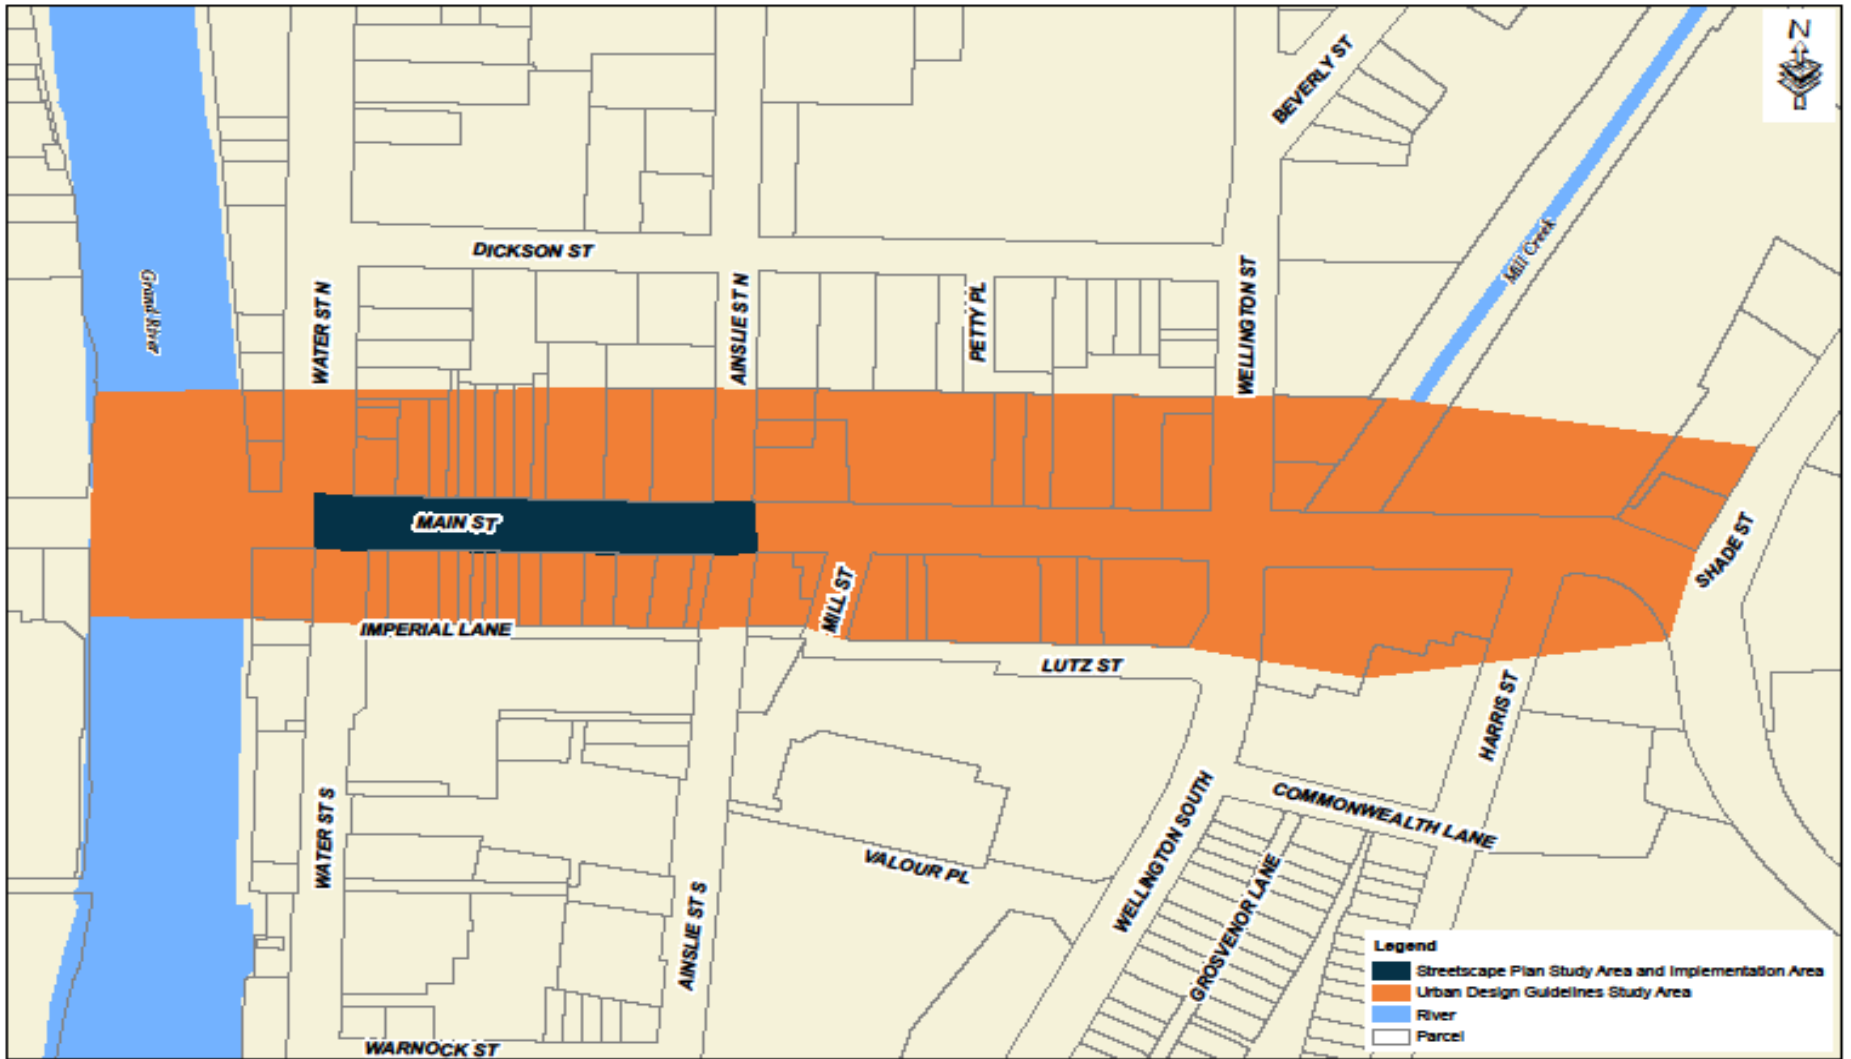 N
BEVERLY ST
Mill Creek
DICKSON ST
Grand River
WATER ST N
AINSLIE ST N
PETTY PL
WELLINGTON ST
MAIN ST
SHADE ST
MILL ST
IMPERIAL LANE
LUTZ ST
HARRIS ST
WATER ST S
COMMONWEALTH LANE
VALOUR PL
WELLINGTON SOUTH
AINSLIE ST S
GROSVENOR LANE
WARNOCK ST
Legend
Streetscape Plan Study Area and Implementation Area
Urban Design Guidelines Study Area
River
Parcel